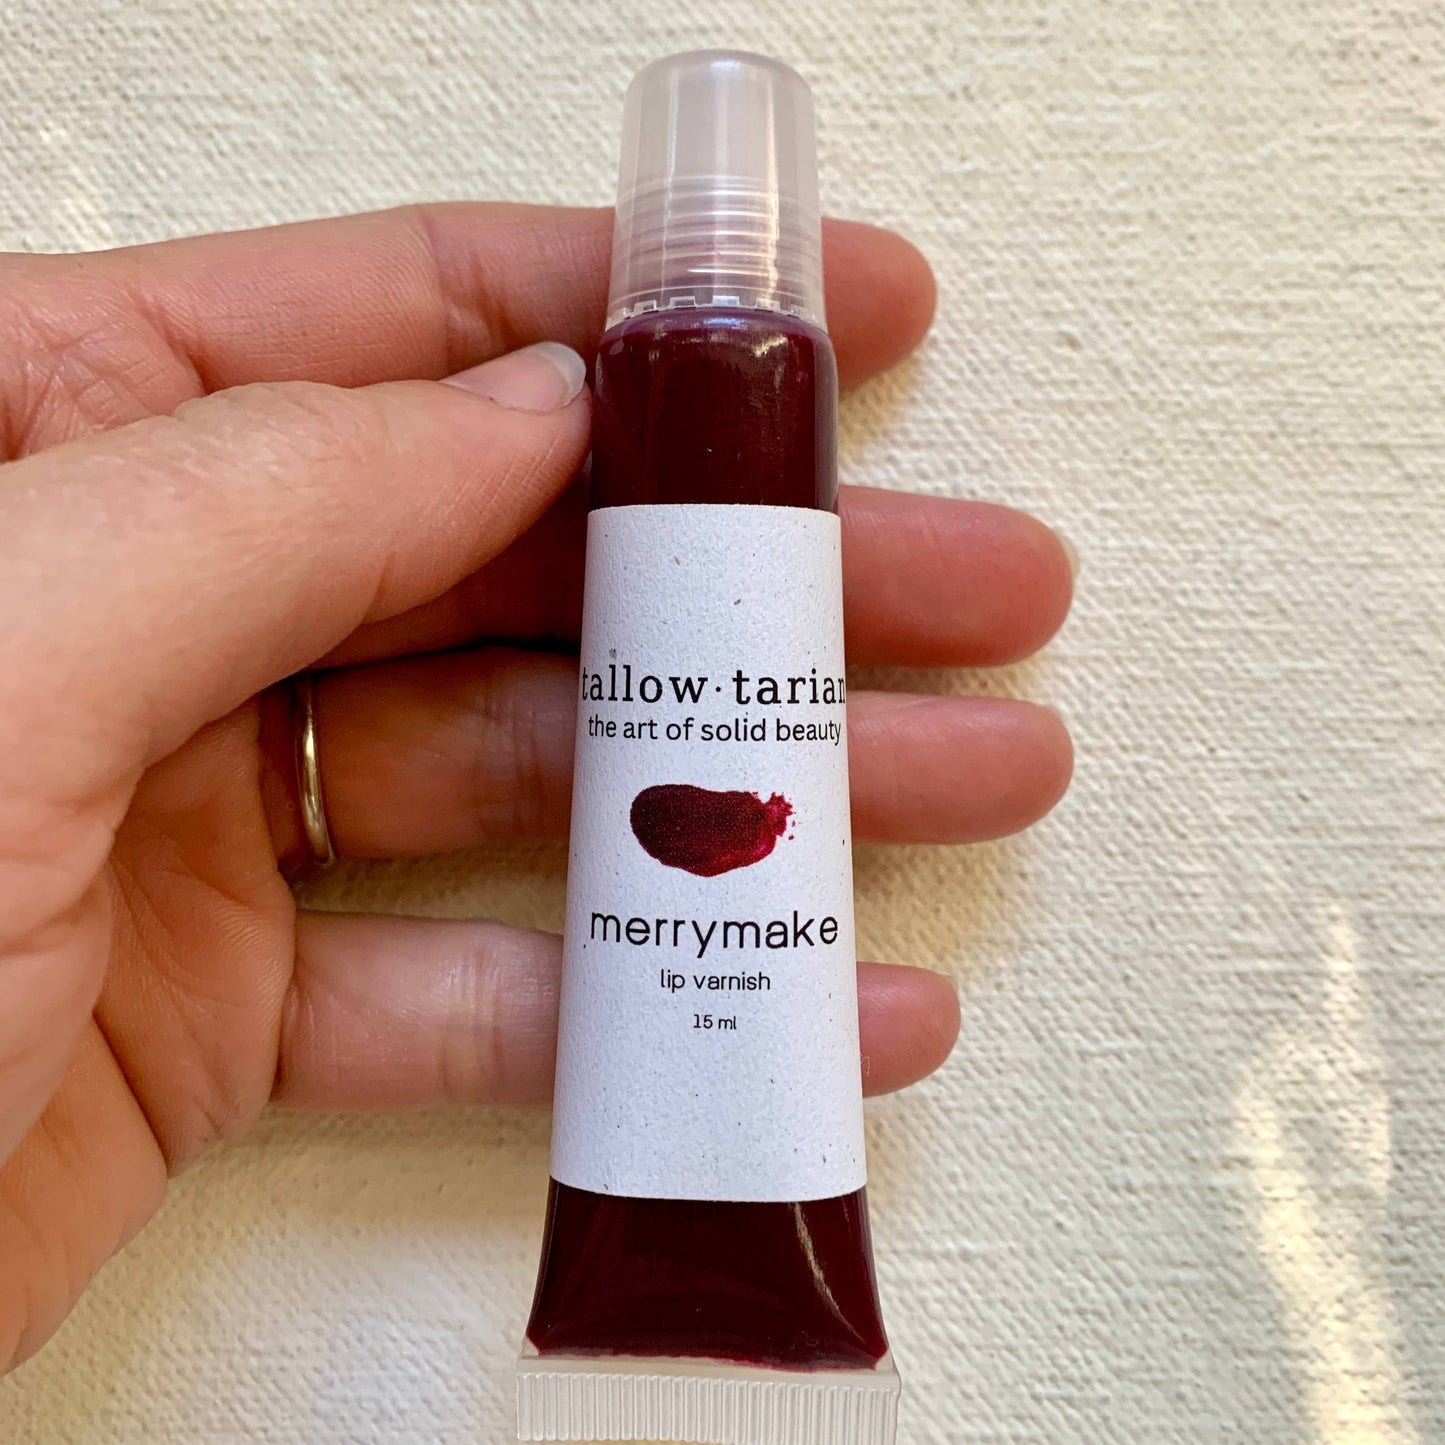 tallow·tarian
the art of solid beauty
merrymake
lip varnish
15 ml